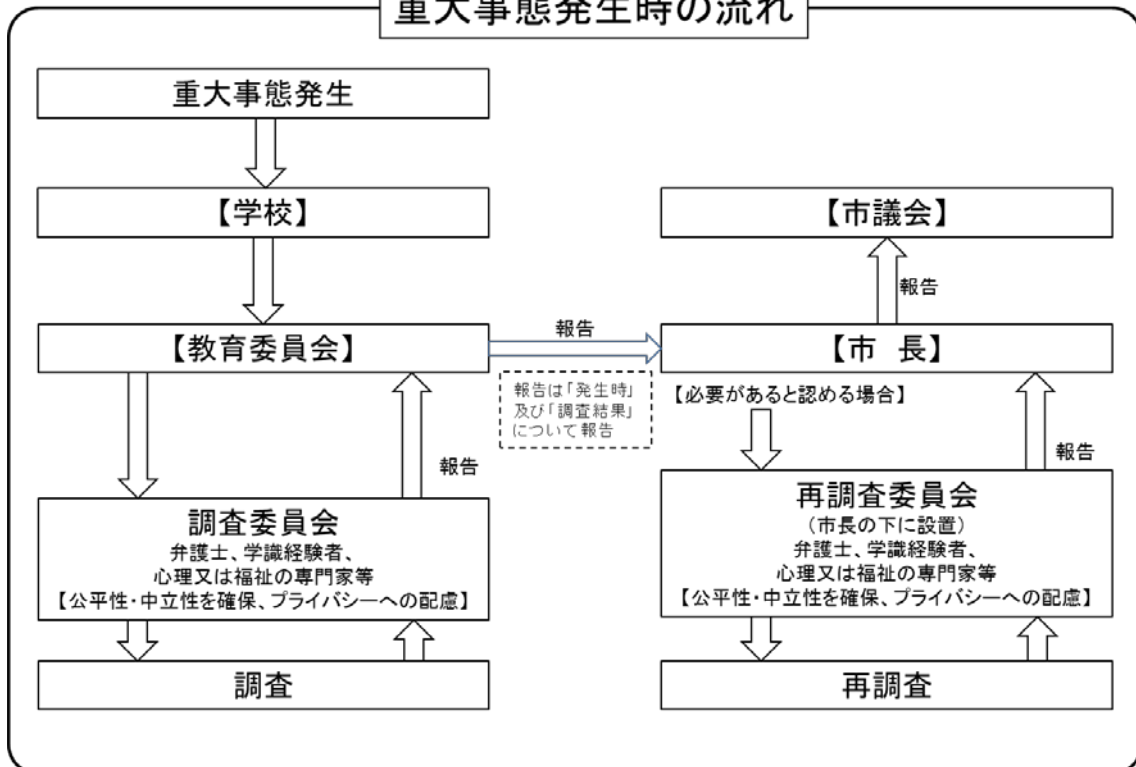 重大事態発生時の流れ
重大事態発生
【学校】
【教育委員会】
報告
調査委員会
弁護士、学識経験者、
心理又は福祉の専門家等
【公平性・中立性を確保、プライバシーへの配慮】
調査
報告
報告は「発生時」
及び「調査結果」
について報告
【市議会】
報告
【市 長】
【必要があると認める場合】
報告
再調査委員会
（市長の下に設置）
弁護士、学識経験者、
心理又は福祉の専門家等
【公平性・中立性を確保、プライバシーへの配慮】
再調査